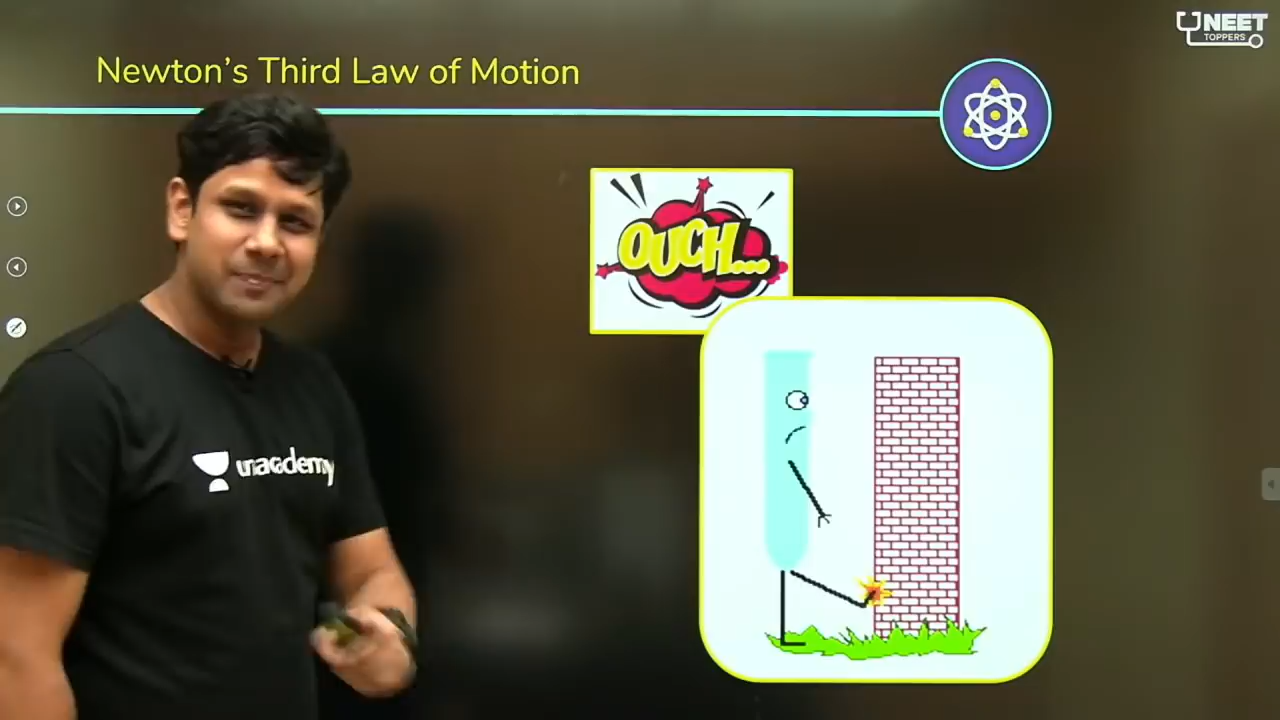 NEET
TOPPERS
Newton's Third Law of Motion
OUCH...
unacademy